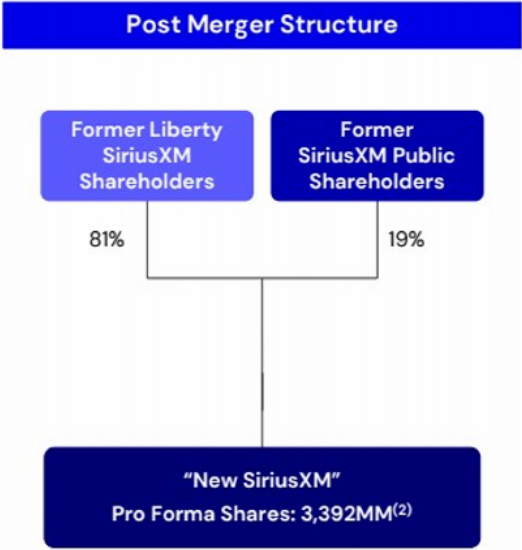 Post Merger Structure
Former Liberty
SiriusXM
Shareholders
Former
SiriusXM Public
Shareholders
81%
19%
“New SiriusXM”
Pro Forma Shares: 3,392MM(2)